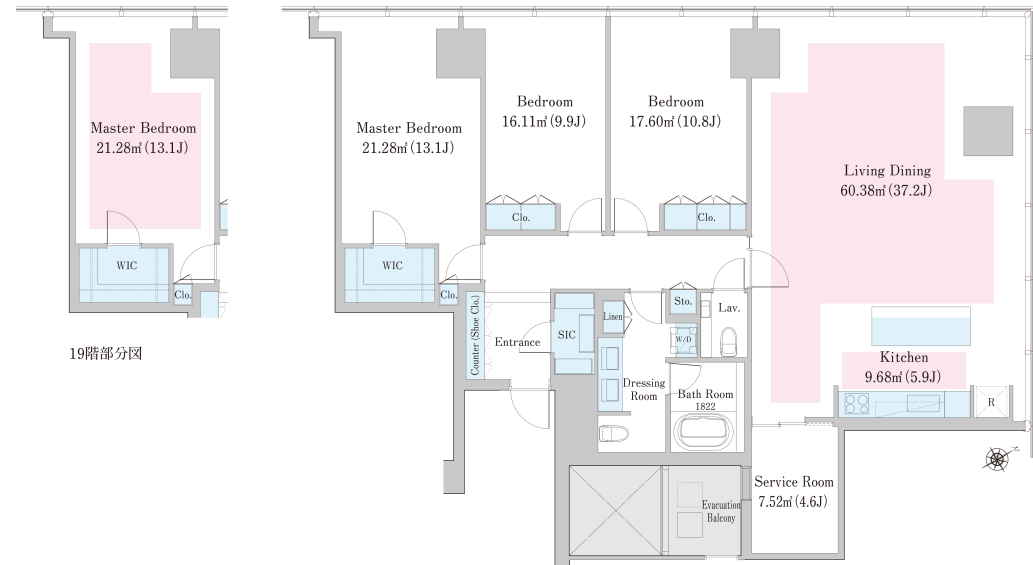 Master Bedroom
21.28㎡(13.1J)
WIC
Clo.
19階部分図
Master Bedroom
21.28㎡(13.1J)
Bedroom
16.11㎡(9.9J)
Bedroom
17.60㎡(10.8J)
Living Dining
60.38㎡(37.2J)
Clo.
Clo.
WIC
Clo.
Counter (Shoe Clo.)
Entrance
SIC
Linen
Sto.
Lav.
W/D
Dressing
Room
Bath Room
1822
Kitchen
9.68㎡(5.9J)
R
Service Room
7.52㎡(4.6J)
Evacuation
Balcony